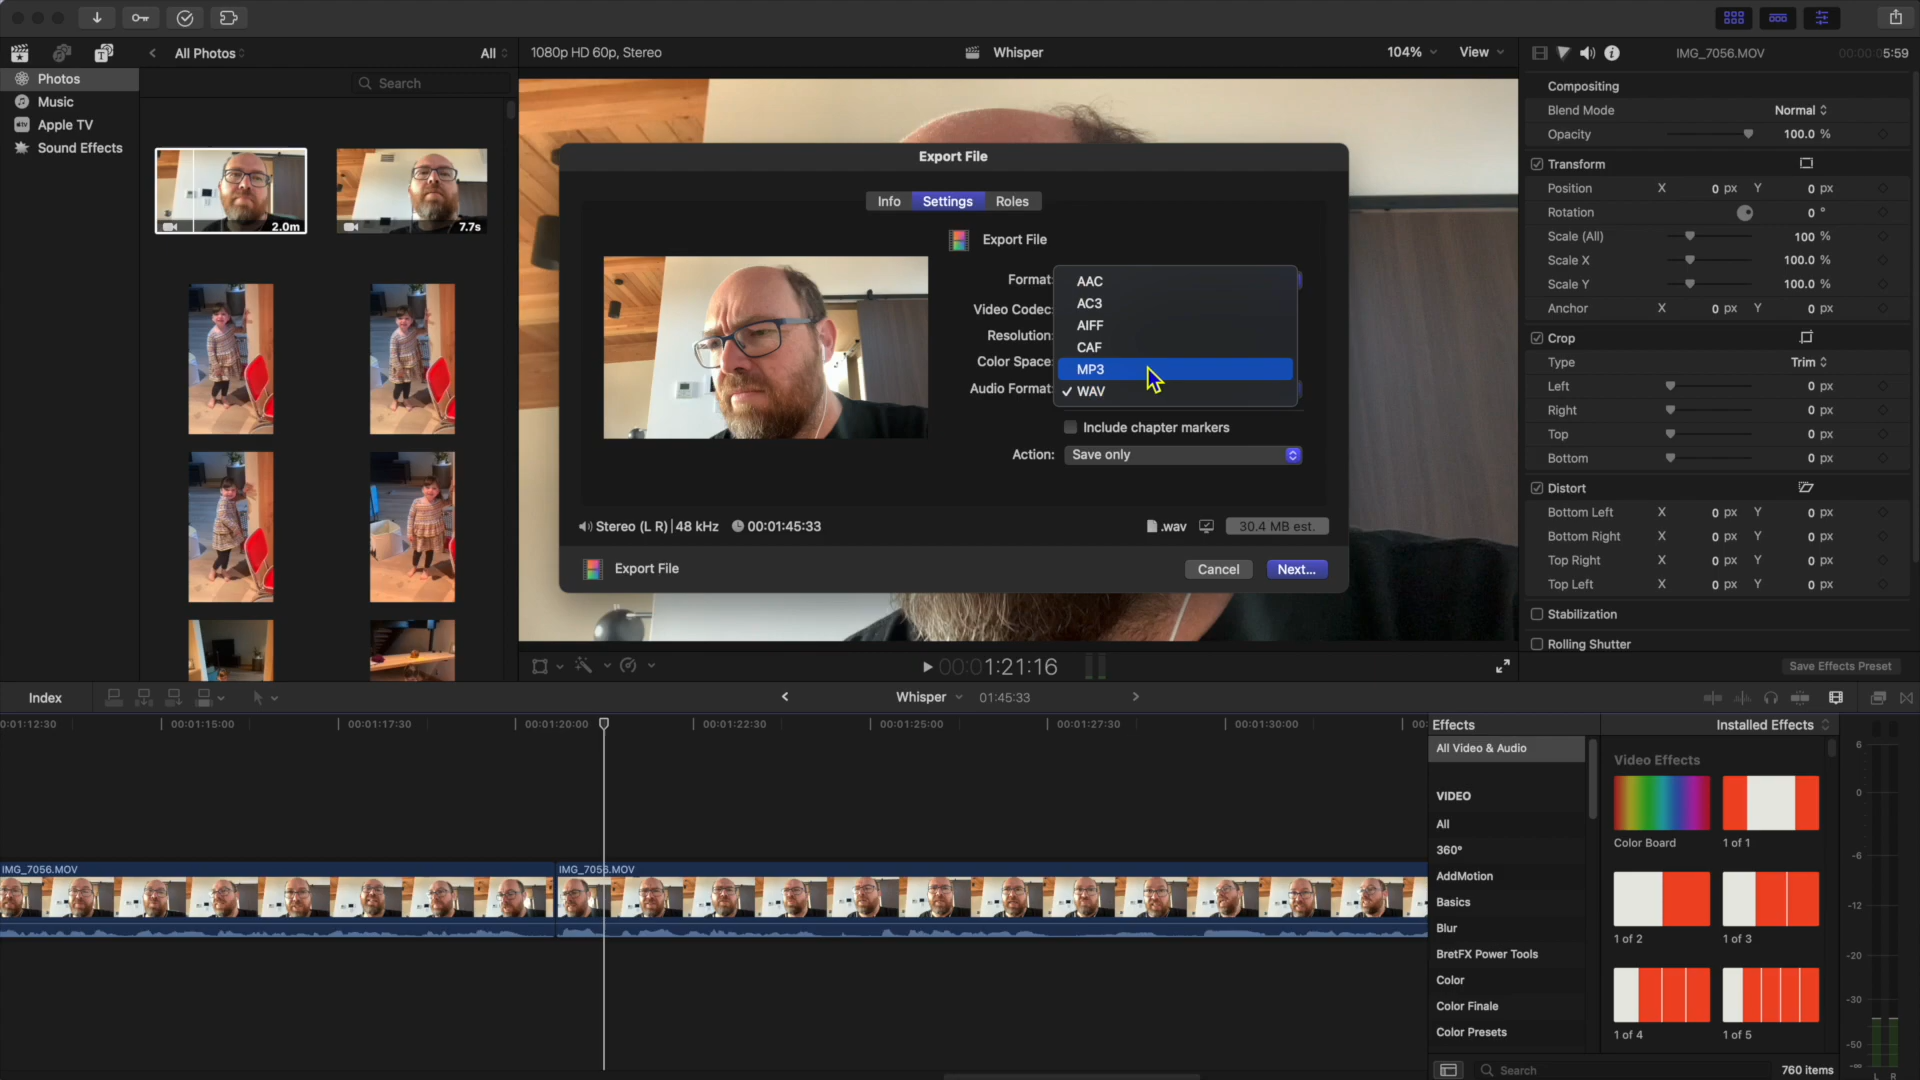 All Photos
All
1080p HD 60p, Stereo
Whisper
104%
View
IMG_7056.MOV
00:00:05:59
Photos
Music
Apple TV
Sound Effects
Search
2.0m
7.7s
Export File
Info
Settings
Roles
Export File
Format:
Video Codec:
Resolution:
Color Space:
Audio Format:
AAC
AC3
AIFF
CAF
MP3
✓ WAV
Include chapter markers
Action:
Save only
Stereo (L R) | 48 kHz
00:01:45:33
.wav
30.4 MB est.
Export File
Cancel
Next...
Compositing
Blend Mode
Normal
Opacity
100.0 %
Transform
Position X 0 px Y 0 px
Rotation 0 °
Scale (All) 100 %
Scale X 100.0 %
Scale Y 100.0 %
Anchor X 0 px Y 0 px
Crop
Type Trim
Left 0 px
Right 0 px
Top 0 px
Bottom 0 px
Distort
Bottom Left X 0 px Y 0 px
Bottom Right X 0 px Y 0 px
Top Right X 0 px Y 0 px
Top Left X 0 px Y 0 px
Stabilization
Rolling Shutter
Save Effects Preset
00:01:21:16
Index
Whisper
01:45:33
0:01:12:30
00:01:15:00
00:01:17:30
00:01:20:00
00:01:22:30
00:01:25:00
00:01:27:30
00:01:30:00
00:
IMG_7056.MOV
IMG_7056.MOV
Effects
Installed Effects
All Video & Audio
VIDEO
All
360°
AddMotion
Basics
Blur
BretFX Power Tools
Color
Color Finale
Color Presets
Video Effects
Color Board
1 of 1
1 of 2
1 of 3
1 of 4
1 of 5
Search
760 items
6
0
-6
-12
-20
-30
-50
-∞
L R